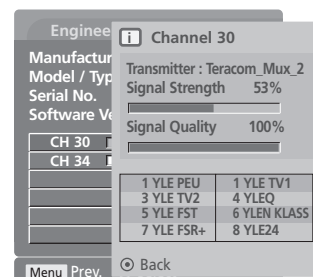 Enginee
Manufactur
Model / Typ
Serial No.
Software Ve
CH 30
CH 34
i Channel 30
Transmitter : Teracom_Mux_2
Signal Strength 53%
Signal Quality 100%
1 YLE PEU 1 YLE TV1
3 YLE TV2 4 YLEQ
5 YLE FST 6 YLEN KLASS
7 YLE FSR+ 8 YLE24
Menu Prev.
Back